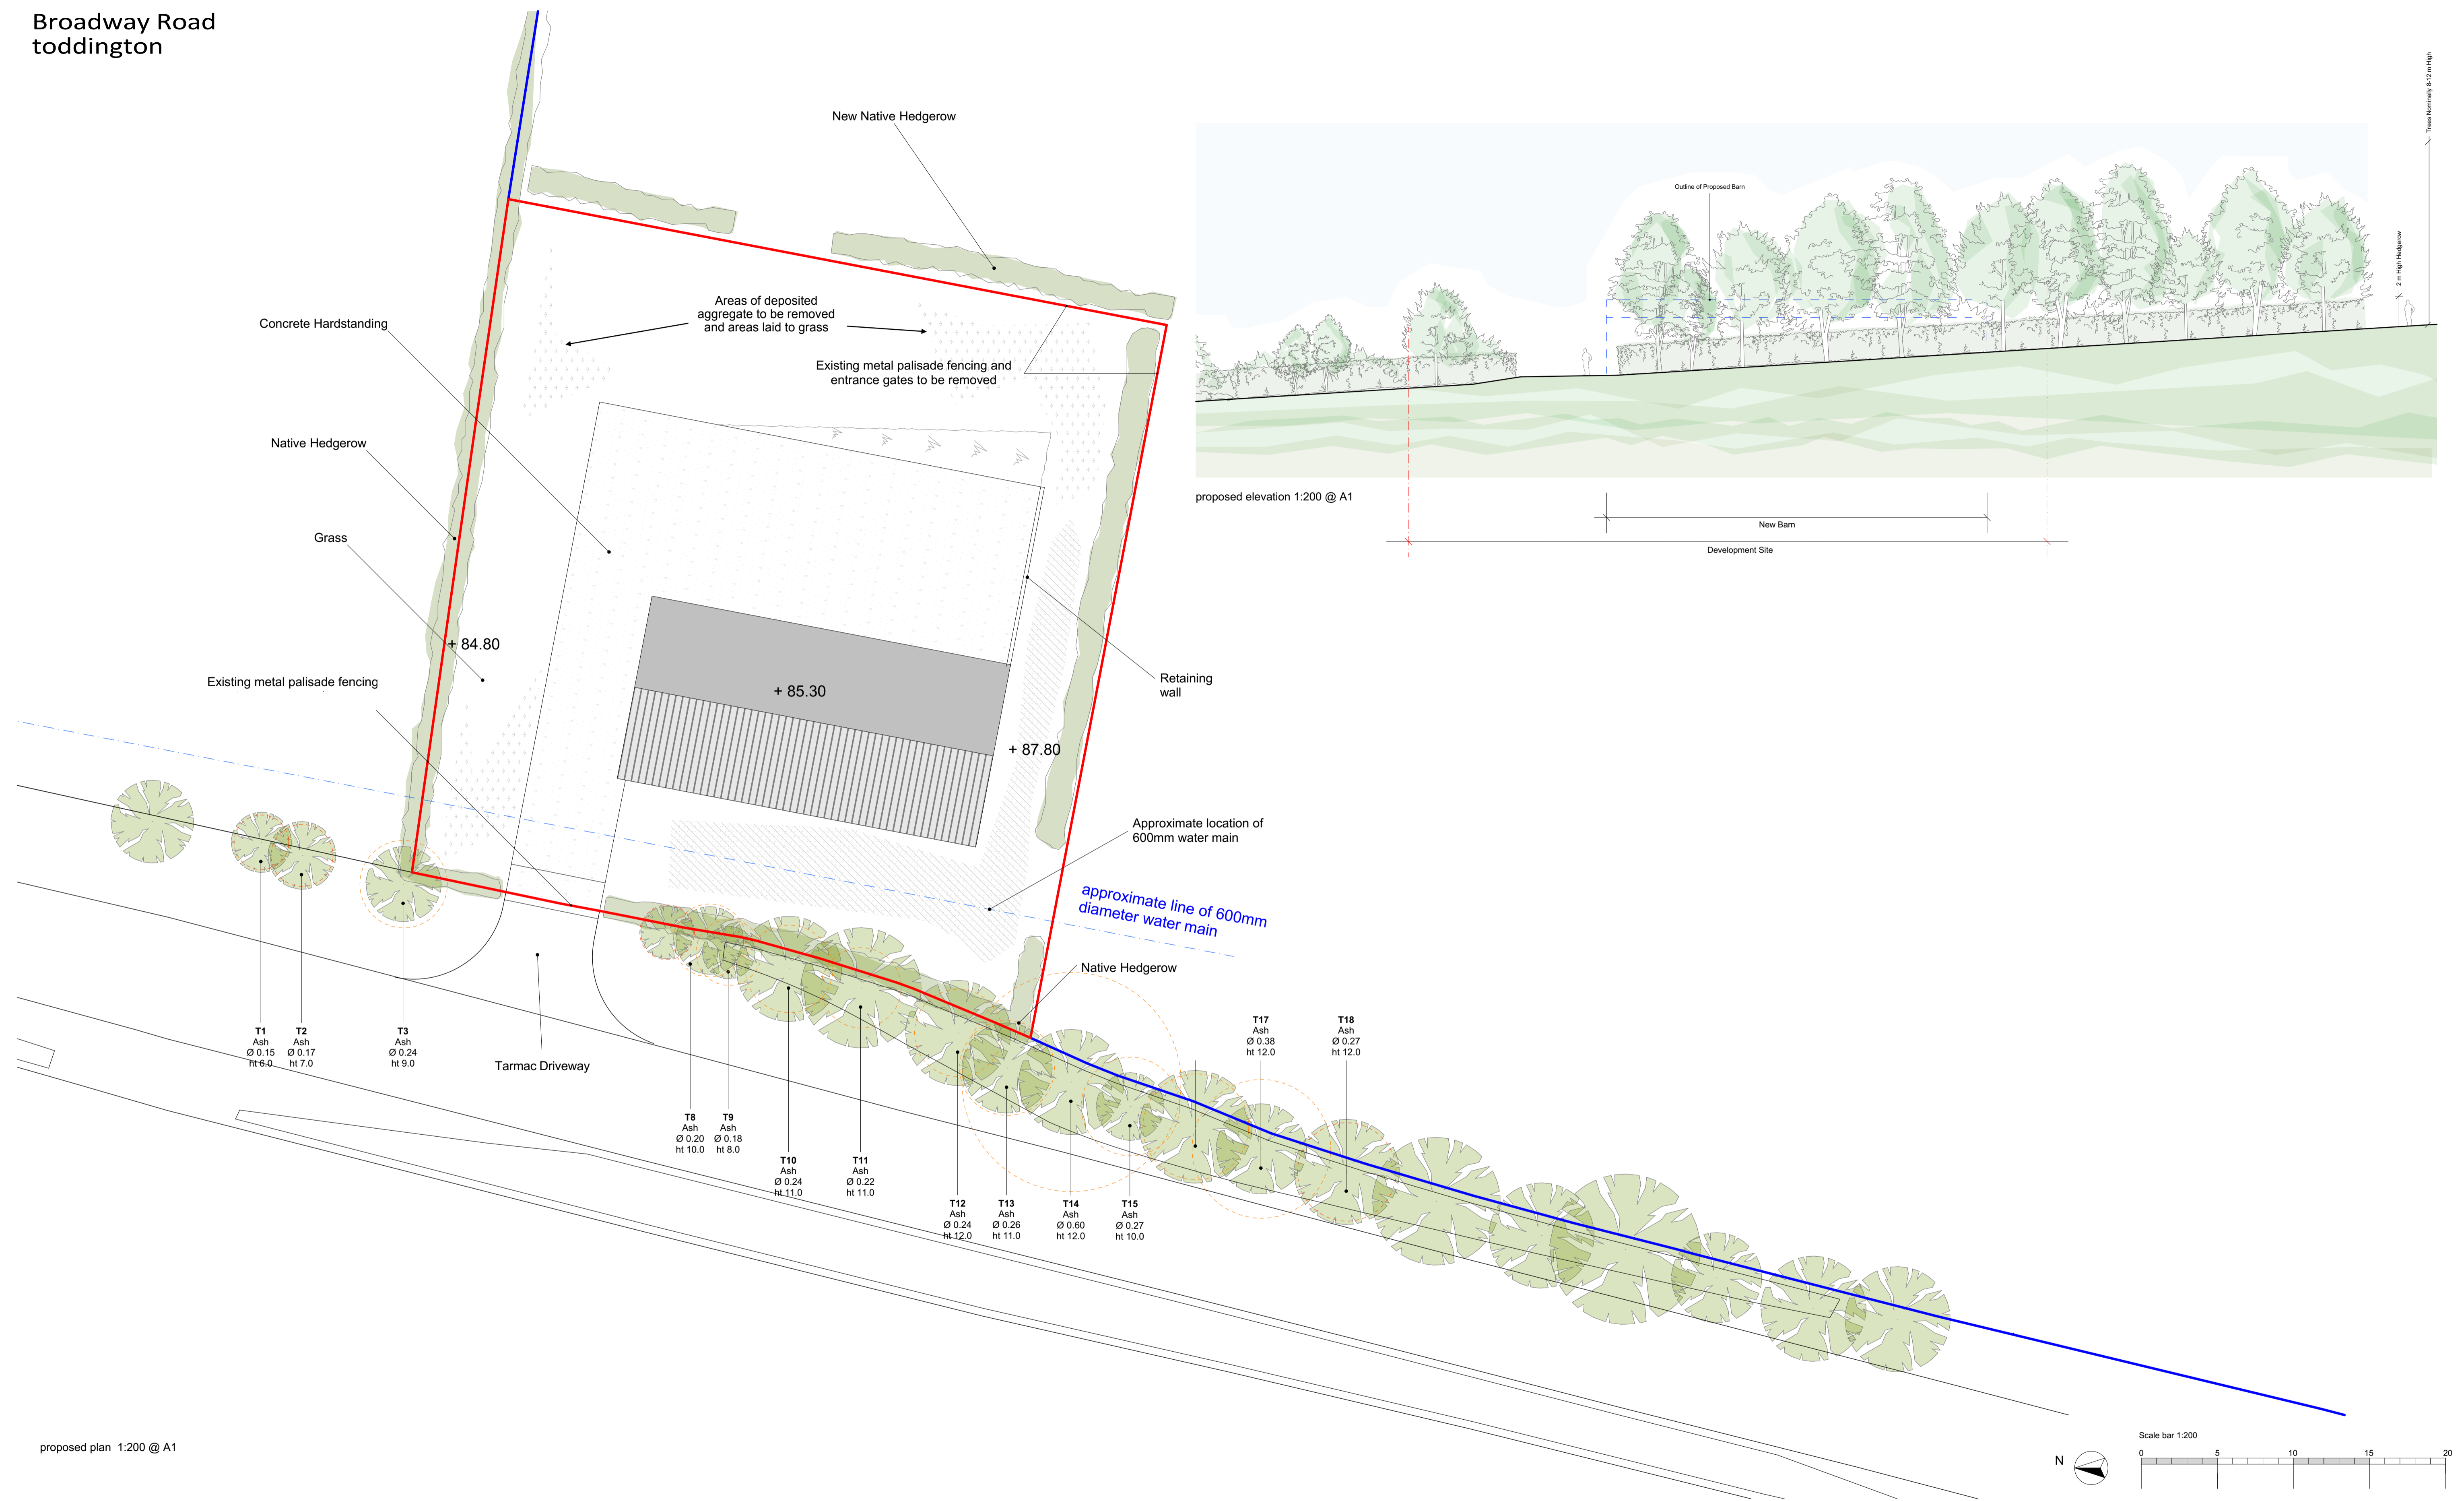 Broadway Road
toddington
New Native Hedgerow
Areas of deposited
aggregate to be removed
and areas laid to grass
Concrete Hardstanding
Existing metal palisade fencing and
entrance gates to be removed
Native Hedgerow
Grass
+ 84.80
Existing metal palisade fencing
+ 85.30
+ 87.80
Retaining
wall
Approximate location of
600mm water main
approximate line of 600mm
diameter water main
Native Hedgerow
Tarmac Driveway
T1
Ash
Ø 0.15
ht 6.0
T2
Ash
Ø 0.17
ht 7.0
T3
Ash
Ø 0.24
ht 9.0
T8
Ash
Ø 0.20
ht 10.0
T9
Ash
Ø 0.18
ht 8.0
T10
Ash
Ø 0.24
ht 11.0
T11
Ash
Ø 0.22
ht 11.0
T12
Ash
Ø 0.24
ht 12.0
T13
Ash
Ø 0.26
ht 11.0
T14
Ash
Ø 0.60
ht 12.0
T15
Ash
Ø 0.27
ht 10.0
T17
Ash
Ø 0.38
ht 12.0
T18
Ash
Ø 0.27
ht 12.0
Outline of Proposed Barn
2 m High Hedgerow
Trees Nominally 8-12 m High
proposed elevation 1:200 @ A1
New Barn
Development Site
proposed plan 1:200 @ A1
N
Scale bar 1:200
0 5 10 15 20